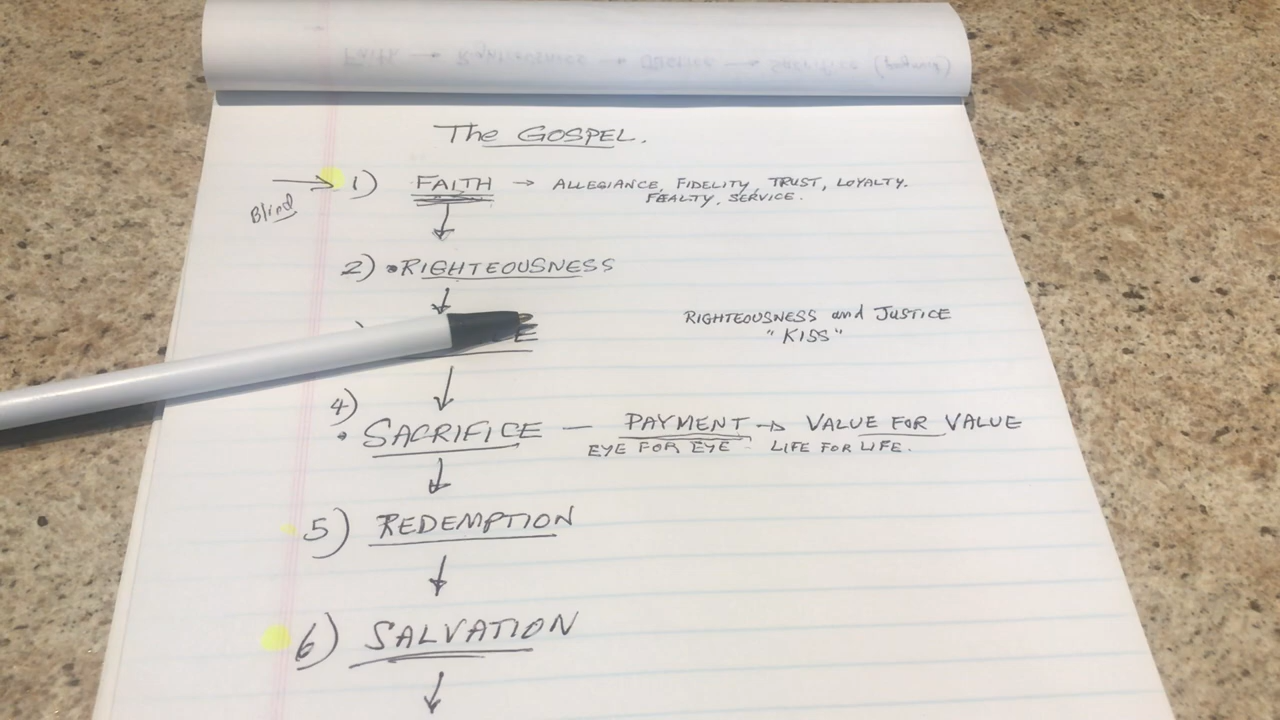 The GOSPEL.
1) FAITH → ALLEGIANCE, FIDELITY, TRUST, LOYALTY.
FEALTY, SERVICE.
Blind
2) •RIGHTEOUSNESS
RIGHTEOUSNESS and JUSTICE
"KISS"
4)
• SACRIFICE — PAYMENT → VALUE FOR VALUE
EYE FOR EYE LIFE FOR LIFE.
5) REDEMPTION
6) SALVATION